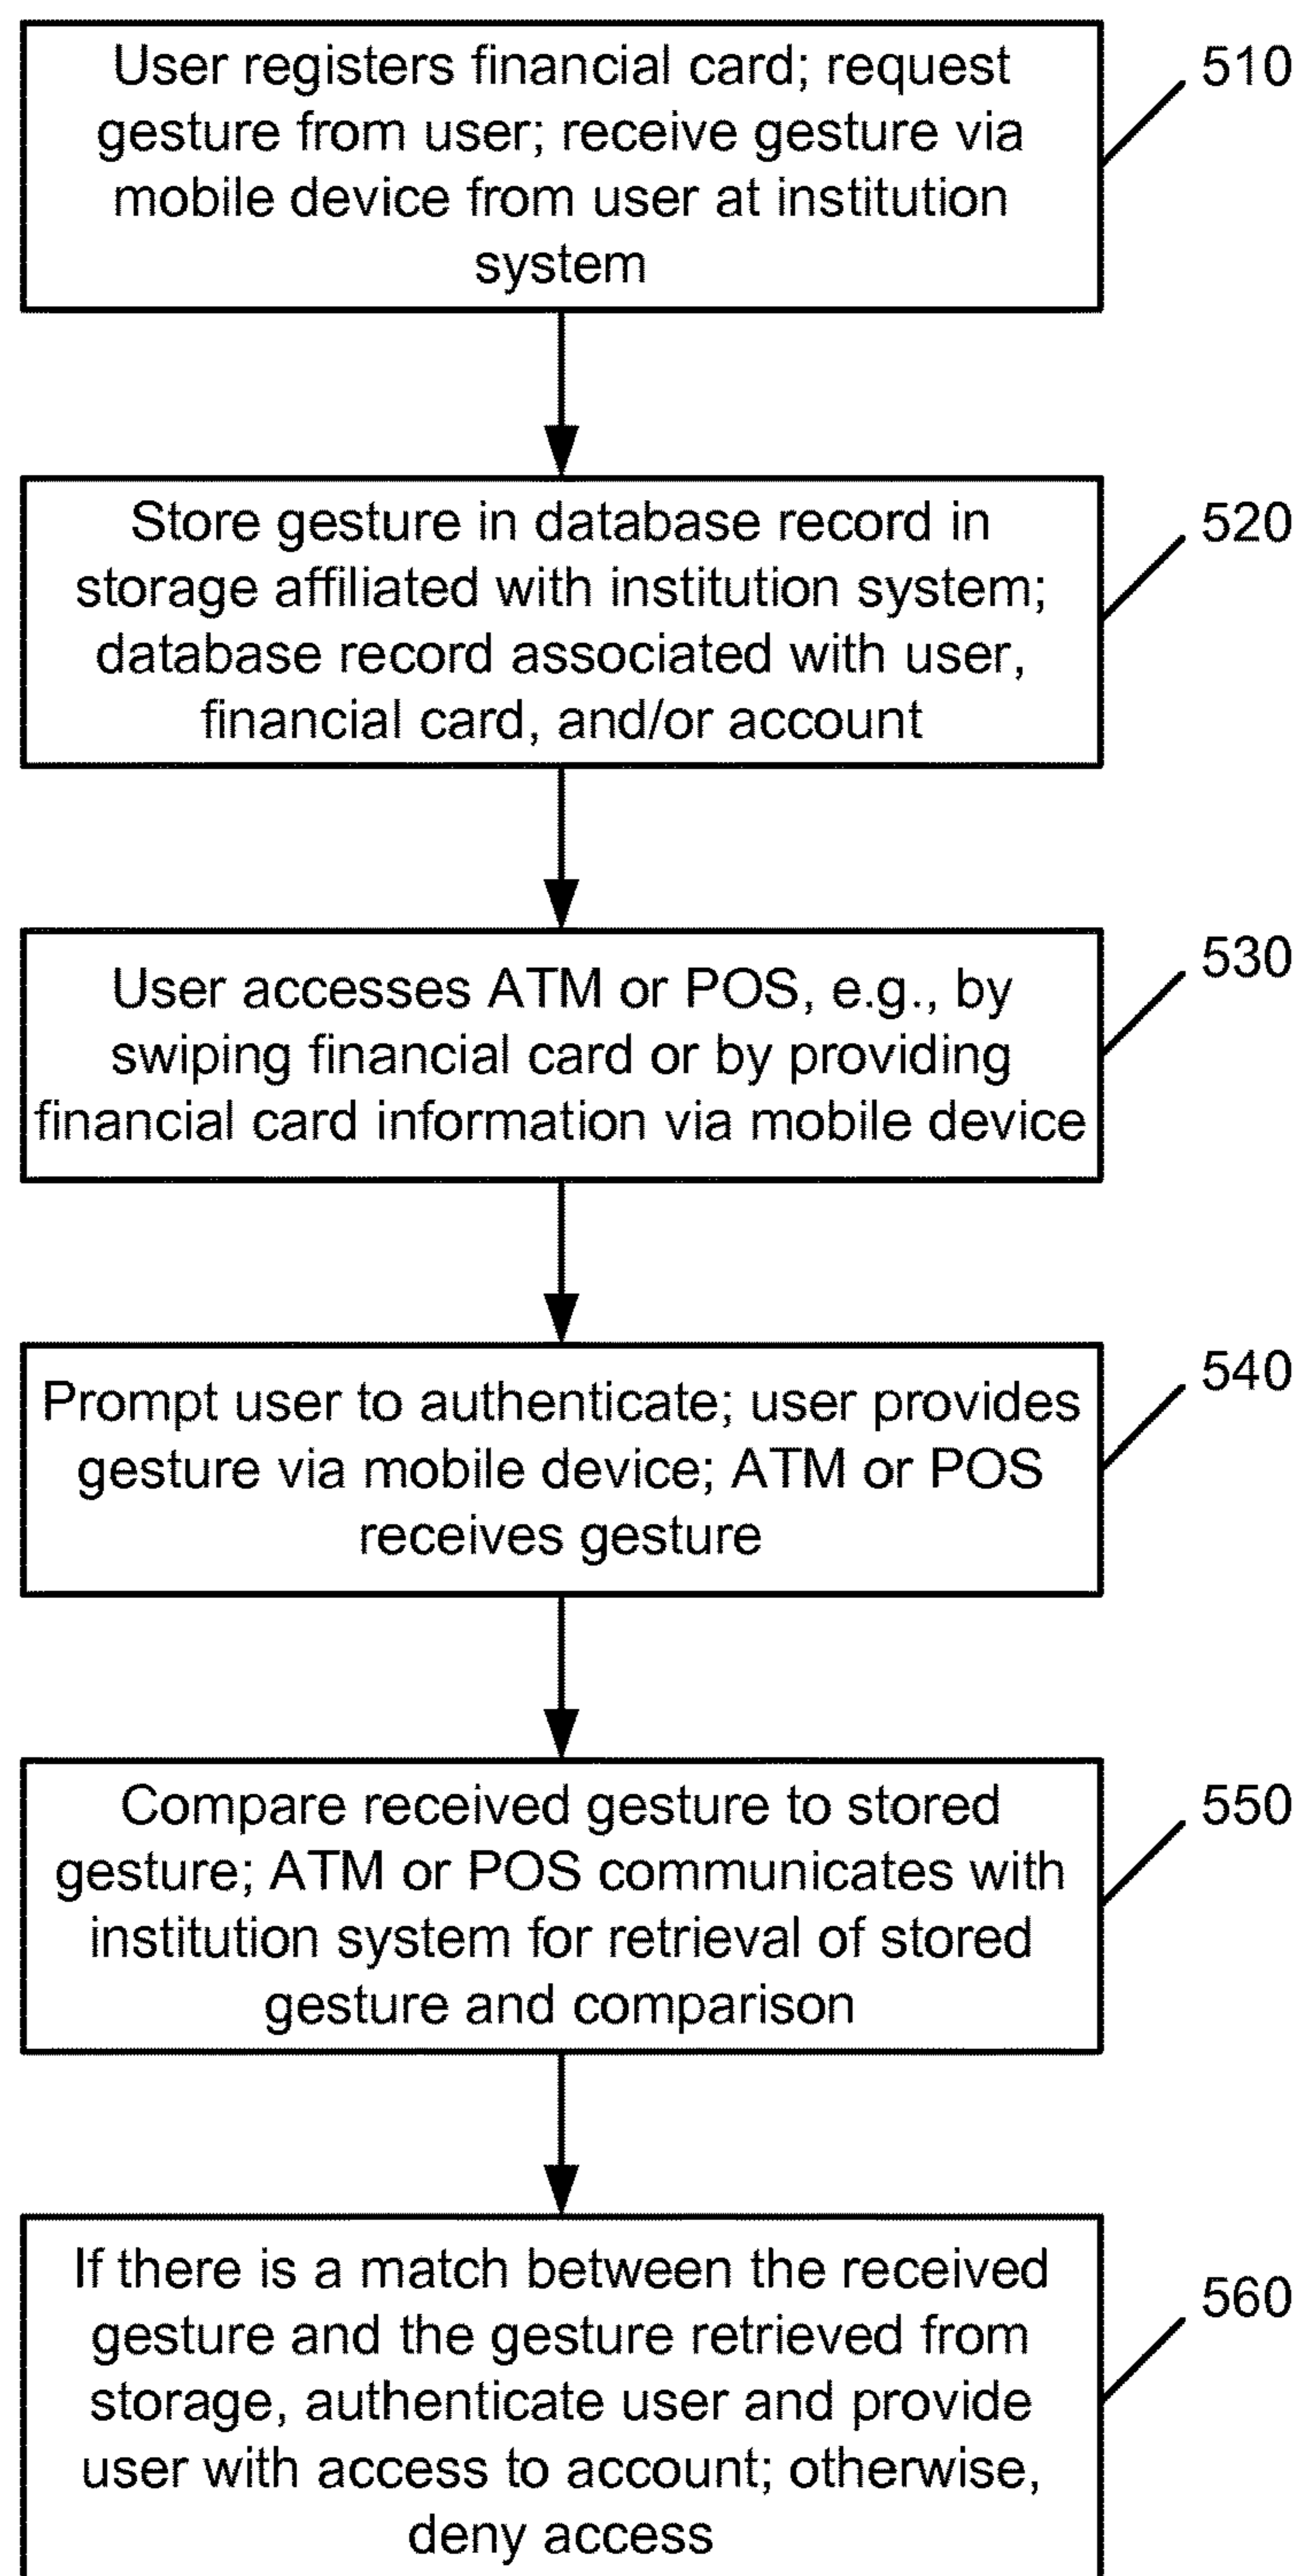 User registers financial card; request
gesture from user; receive gesture via
mobile device from user at institution
system
510
Store gesture in database record in
storage affiliated with institution system;
database record associated with user,
financial card, and/or account
520
User accesses ATM or POS, e.g., by
swiping financial card or by providing
financial card information via mobile device
530
Prompt user to authenticate; user provides
gesture via mobile device; ATM or POS
receives gesture
540
Compare received gesture to stored
gesture; ATM or POS communicates with
institution system for retrieval of stored
gesture and comparison
550
If there is a match between the received
gesture and the gesture retrieved from
storage, authenticate user and provide
user with access to account; otherwise,
deny access
560